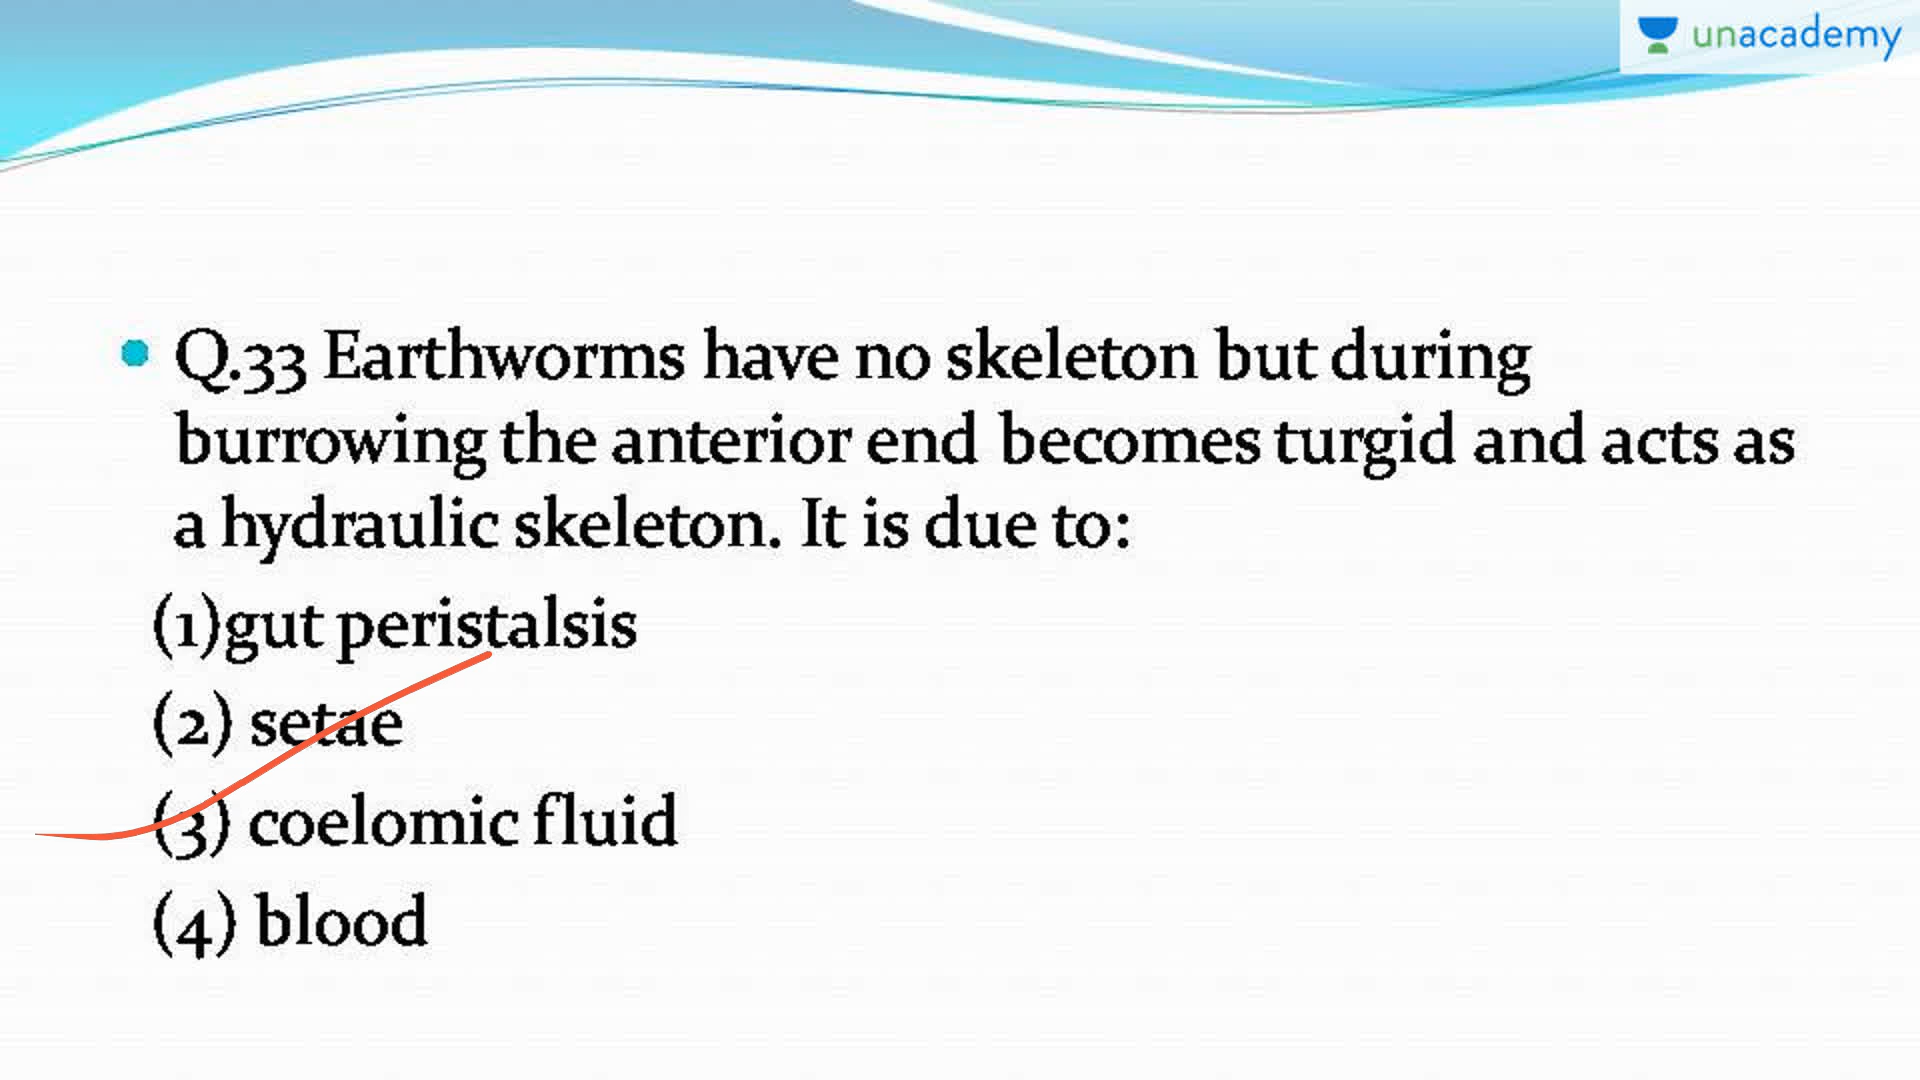 unacademy
Q.33 Earthworms have no skeleton but during
burrowing the anterior end becomes turgid and acts as
a hydraulic skeleton. It is due to:
(1)gut peristalsis
(2) setae
(3) coelomic fluid
(4) blood